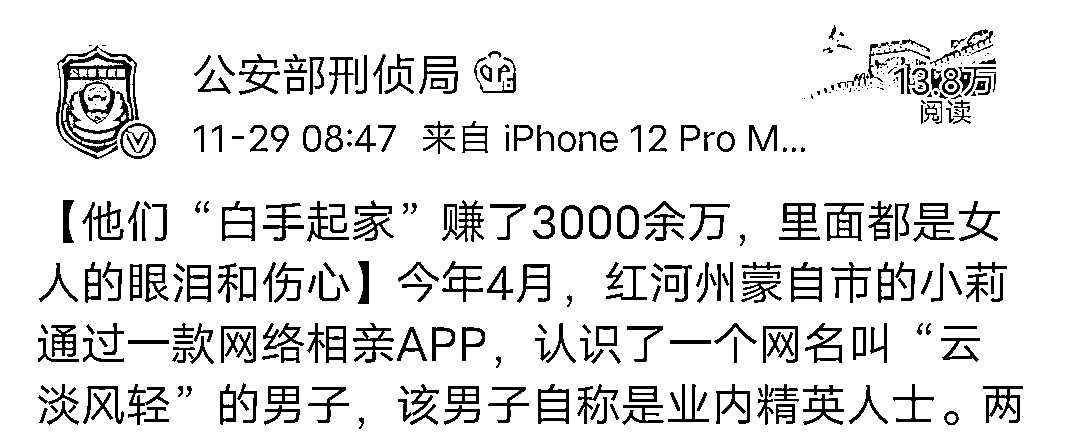 公安部刑侦局
13.8万
阅读
11-29 08:47 来自 iPhone 12 Pro M...
【他们“白手起家”赚了3000余万，里面都是女
人的眼泪和伤心】今年4月，红河州蒙自市的小莉
通过一款网络相亲APP，认识了一个网名叫“云
淡风轻”的男子，该男子自称是业内精英人士。两